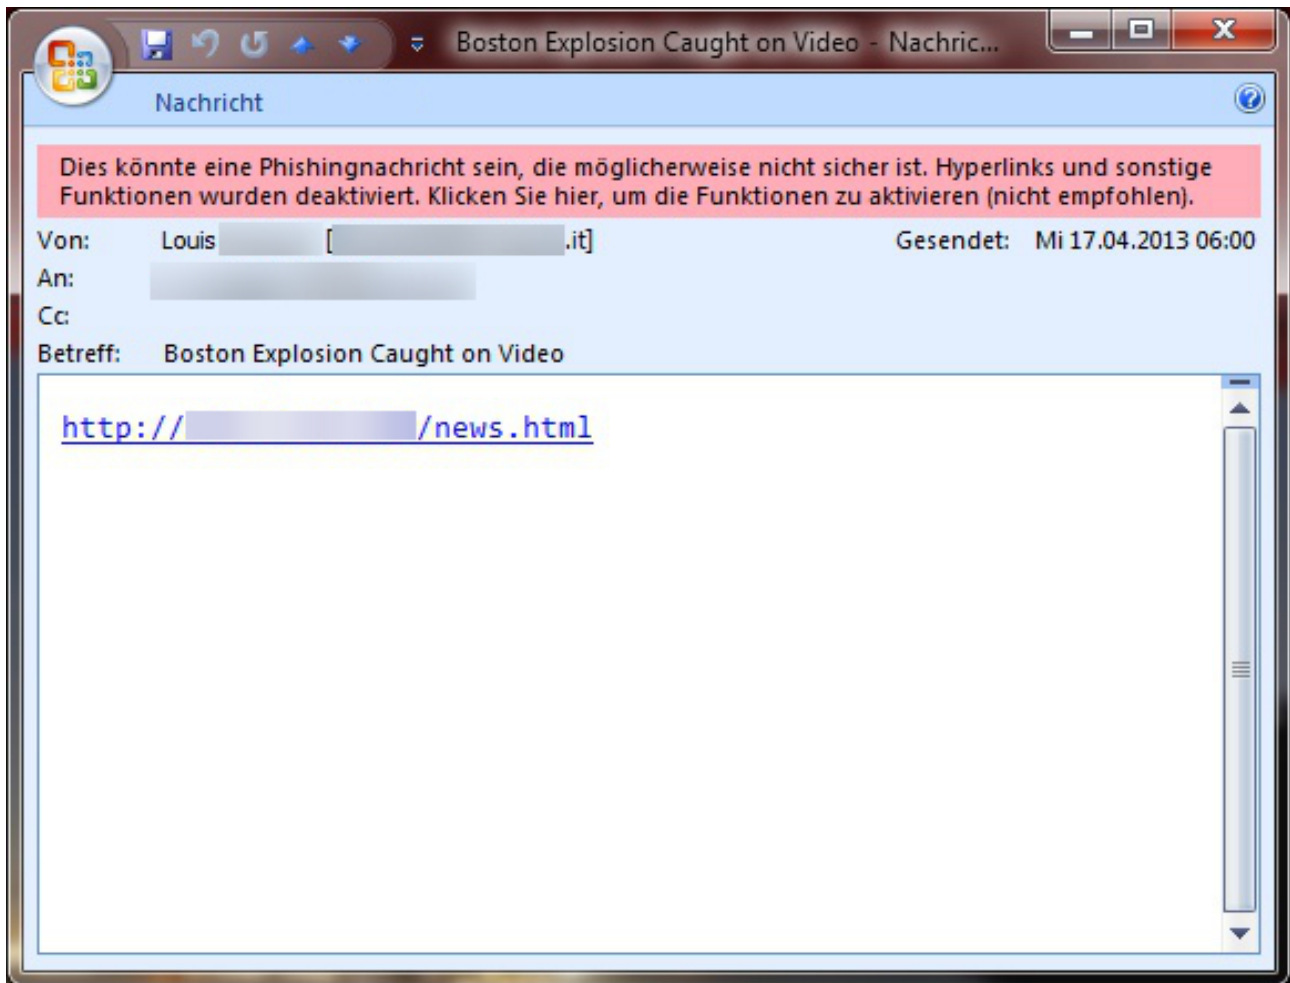 Boston Explosion Caught on Video - Nachric...
Nachricht
Dies könnte eine Phishingnachricht sein, die möglicherweise nicht sicher ist. Hyperlinks und sonstige
Funktionen wurden deaktiviert. Klicken Sie hier, um die Funktionen zu aktivieren (nicht empfohlen).
Von: Louis [ .it] Gesendet: Mi 17.04.2013 06:00
An:
Cc:
Betreff: Boston Explosion Caught on Video
http:// /news.html